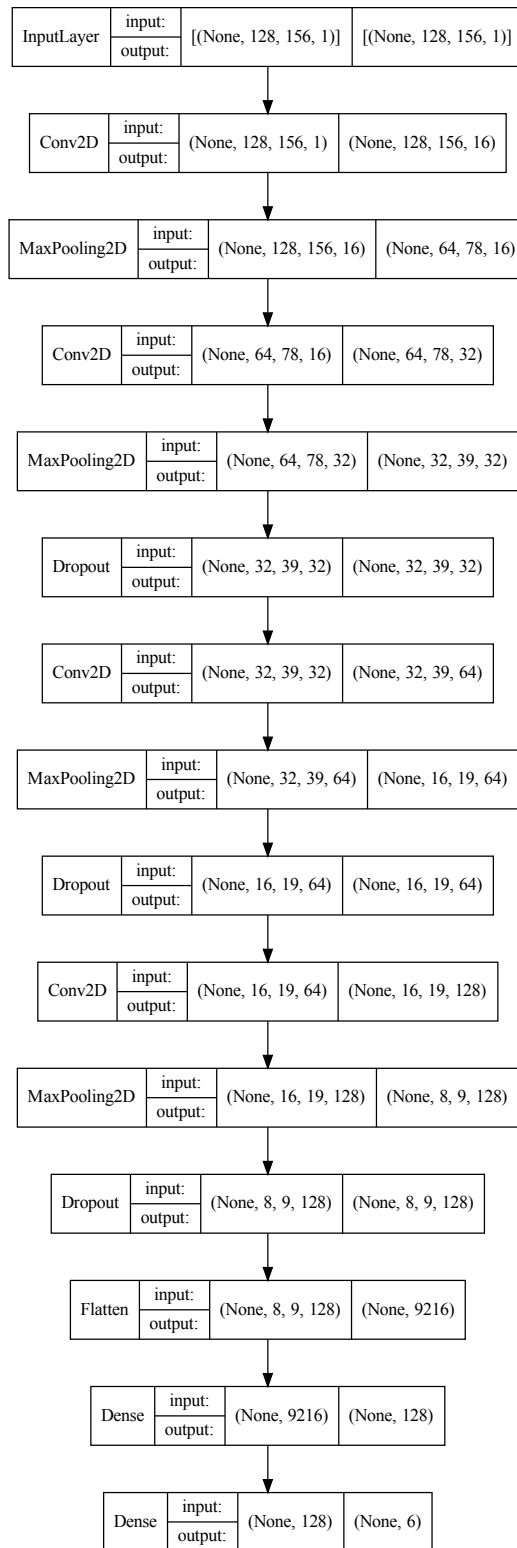 InputLayer input: output: [(None, 128, 156, 1)] [(None, 128, 156, 1)]
Conv2D input: output: (None, 128, 156, 1) (None, 128, 156, 16)
MaxPooling2D input: output: (None, 128, 156, 16) (None, 64, 78, 16)
Conv2D input: output: (None, 64, 78, 16) (None, 64, 78, 32)
MaxPooling2D input: output: (None, 64, 78, 32) (None, 32, 39, 32)
Dropout input: output: (None, 32, 39, 32) (None, 32, 39, 32)
Conv2D input: output: (None, 32, 39, 32) (None, 32, 39, 64)
MaxPooling2D input: output: (None, 32, 39, 64) (None, 16, 19, 64)
Dropout input: output: (None, 16, 19, 64) (None, 16, 19, 64)
Conv2D input: output: (None, 16, 19, 64) (None, 16, 19, 128)
MaxPooling2D input: output: (None, 16, 19, 128) (None, 8, 9, 128)
Dropout input: output: (None, 8, 9, 128) (None, 8, 9, 128)
Flatten input: output: (None, 8, 9, 128) (None, 9216)
Dense input: output: (None, 9216) (None, 128)
Dense input: output: (None, 128) (None, 6)